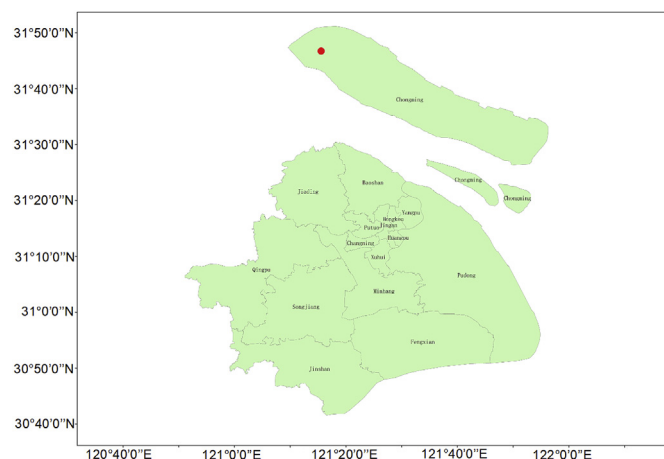 31°50'0"N
31°40'0"N
31°30'0"N
31°20'0"N
31°10'0"N
31°0'0"N
30°50'0"N
30°40'0"N
Chongming
Chongming
Chongming
Jiading
Baoshan
Yangpu
Hongkou
Jingan
Putuo
Huangpu
Changning
Xuhui
Qingpu
Pudong
Minhang
Songjiang
Fengxian
Jinshan
120°40'0"E
121°0'0"E
121°20'0"E
121°40'0"E
122°0'0"E